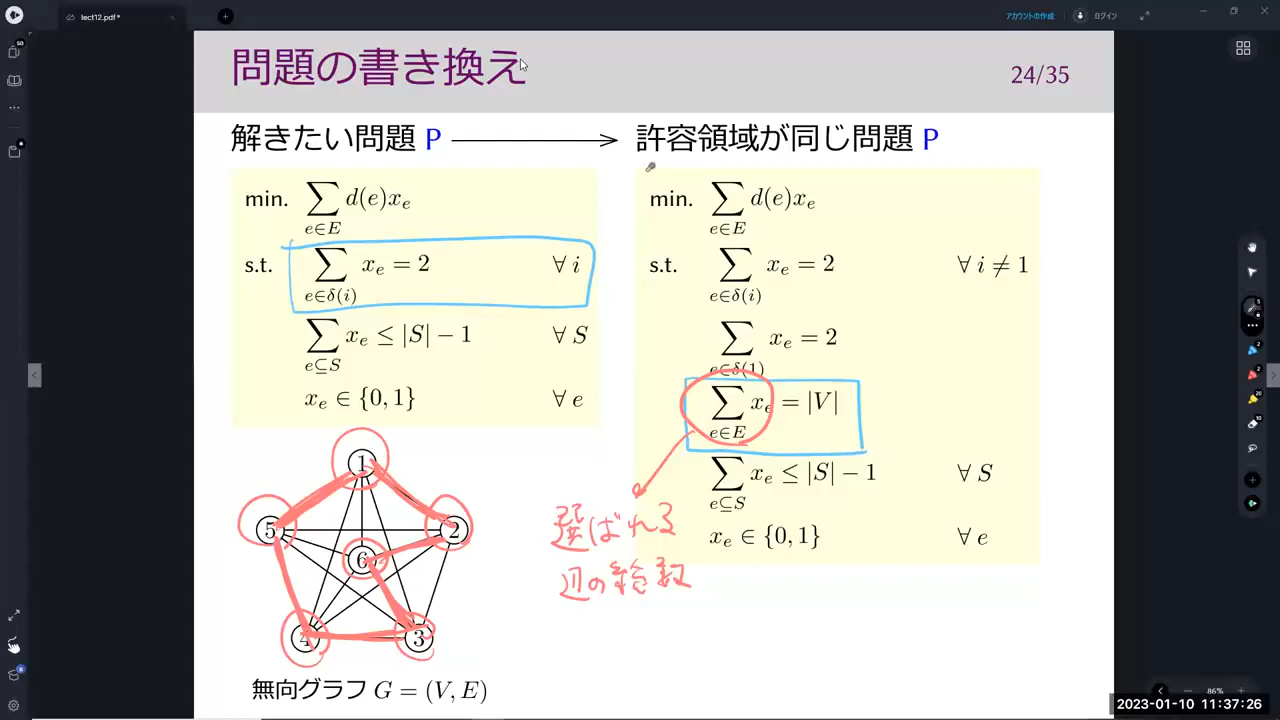 lect12.pdf*
アカウントの作成
ログイン
問題の書き換え
24/35
解きたい問題 P
許容領域が同じ問題 P
min. ∑_{e∈E} d(e)x_e
s.t. ∑_{e∈δ(i)} x_e = 2 ∀ i
∑_{e⊆S} x_e ≤ |S| − 1 ∀ S
x_e ∈ {0, 1} ∀ e
min. ∑_{e∈E} d(e)x_e
s.t. ∑_{e∈δ(i)} x_e = 2 ∀ i ≠ 1
∑_{e∈δ(1)} x_e = 2
∑_{e∈E} x_e = |V|
∑_{e⊆S} x_e ≤ |S| − 1 ∀ S
x_e ∈ {0, 1} ∀ e
選ばれる
辺の総数
1
5
2
6
4
3
無向グラフ G = (V, E)
86%
2023-01-10 11:37:26